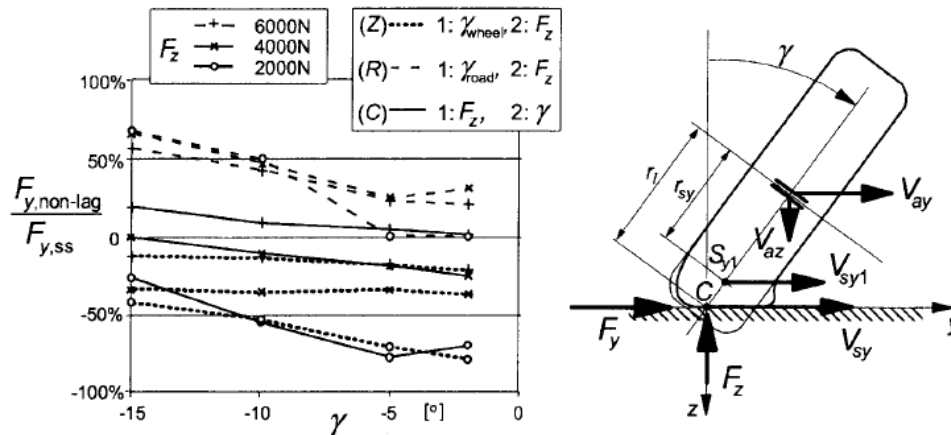 6000N
F_z 4000N
2000N
(Z) 1: γ_wheel, 2: F_z
(R) 1: γ_road, 2: F_z
(C) 1: F_z, 2: γ
100%
50%
0
-50%
-100%
F_y,non-lag
F_y,ss
-15 -10 -5 0
γ [°]
γ
r_l
r_sy
V_ay
V_az
S_y1
V_sy1
C
F_y
V_sy
F_z
z